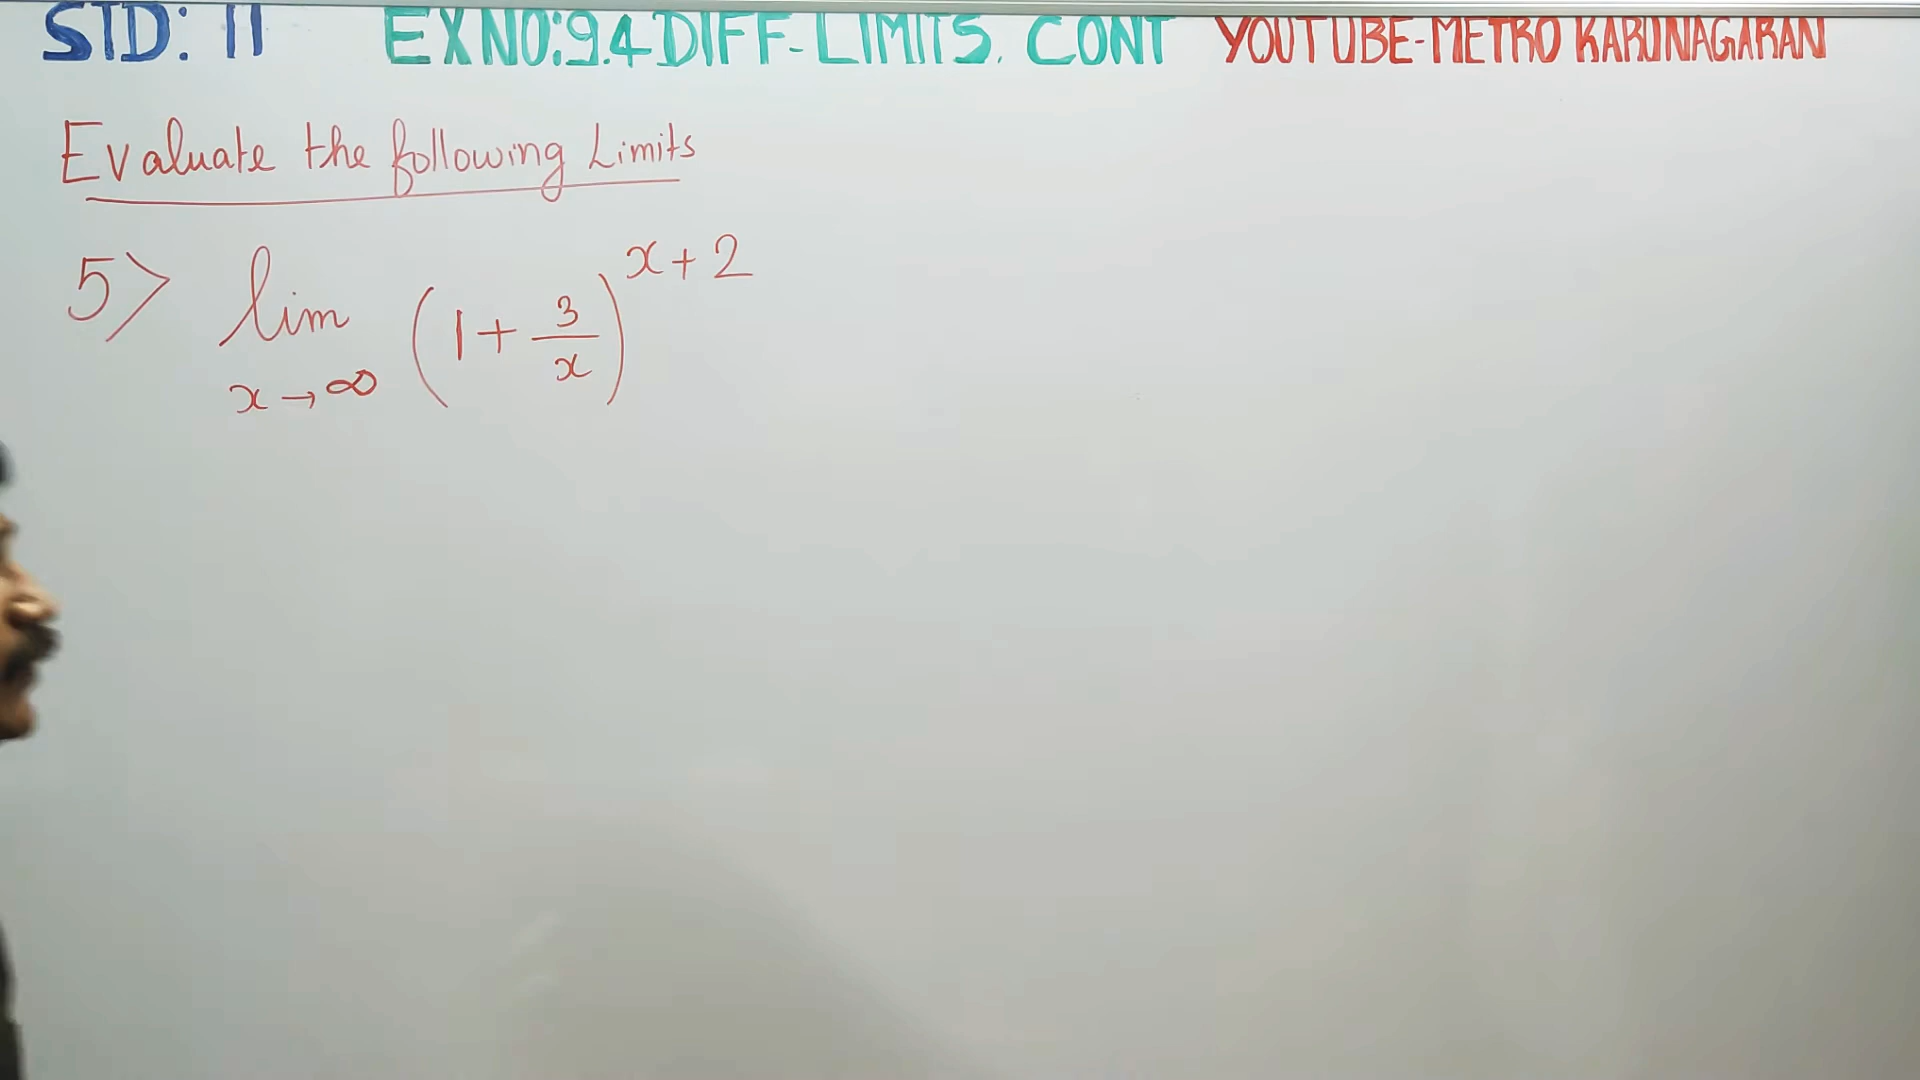 STD: 11 EXNO:9.4 DIFF-LIMITS. CONT YOUTUBE-METRO KARUNAGARAN
Evaluate the following Limits
5> lim x→∞ (1 + 3/x)^(x+2)